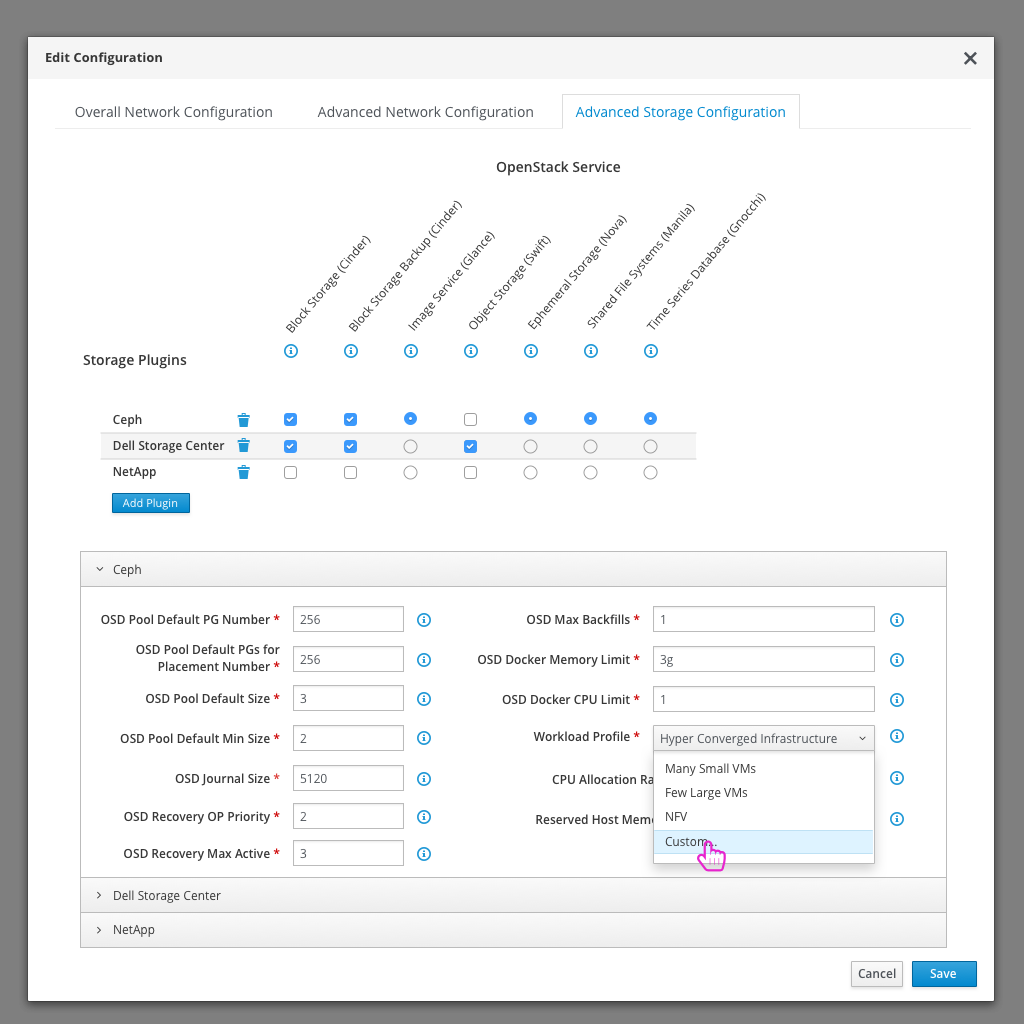 Edit Configuration
Overall Network Configuration
Advanced Network Configuration
Advanced Storage Configuration
OpenStack Service
Block Storage (Cinder)
Block Storage Backup (Cinder)
Image Service (Glance)
Object Storage (Swift)
Ephemeral Storage (Nova)
Shared File Systems (Manila)
Time Series Database (Gnocchi)
Storage Plugins
Ceph
Dell Storage Center
NetApp
Add Plugin
Ceph
OSD Pool Default PG Number * 256
OSD Max Backfills * 1
OSD Pool Default PGs for
Placement Number * 256
OSD Docker Memory Limit * 3g
OSD Pool Default Size * 3
OSD Docker CPU Limit * 1
OSD Pool Default Min Size * 2
Workload Profile * Hyper Converged Infrastructure
Many Small VMs
Few Large VMs
NFV
Custom...
OSD Journal Size * 5120
CPU Allocation Ra
OSD Recovery OP Priority * 2
Reserved Host Mem
OSD Recovery Max Active * 3
Dell Storage Center
NetApp
Cancel
Save